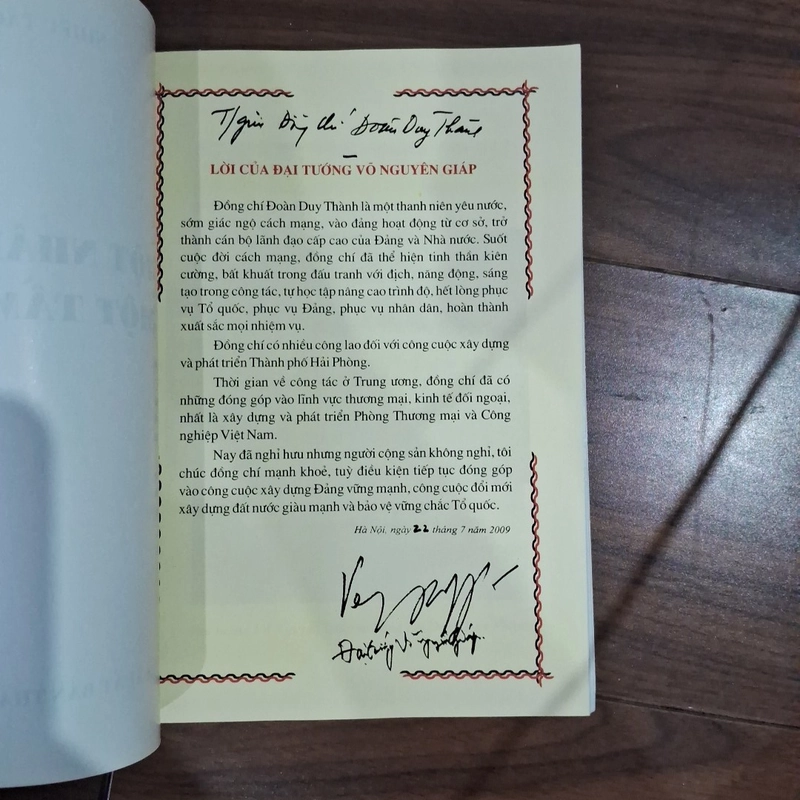 T/gửi Đồng chí Đoàn Duy Thành
LỜI CỦA ĐẠI TƯỚNG VÕ NGUYÊN GIÁP
Đồng chí Đoàn Duy Thành là một thanh niên yêu nước,
sớm giác ngộ cách mạng, vào đảng hoạt động từ cơ sở, trở
thành cán bộ lãnh đạo cấp cao của Đảng và Nhà nước. Suốt
cuộc đời cách mạng, đồng chí đã thể hiện tinh thần kiên
cường, bất khuất trong đấu tranh với địch, năng động, sáng
tạo trong công tác, tự học tập nâng cao trình độ, hết lòng phục
vụ Tổ quốc, phục vụ Đảng, phục vụ nhân dân, hoàn thành
xuất sắc mọi nhiệm vụ.
Đồng chí có nhiều công lao đối với công cuộc xây dựng
và phát triển Thành phố Hải Phòng.
Thời gian về công tác ở Trung ương, đồng chí đã có
những đóng góp vào lĩnh vực thương mại, kinh tế đối ngoại,
nhất là xây dựng và phát triển Phòng Thương mại và Công
nghiệp Việt Nam.
Nay đã nghỉ hưu nhưng người cộng sản không nghỉ, tôi
chúc đồng chí mạnh khoẻ, tuỳ điều kiện tiếp tục đóng góp
vào công cuộc xây dựng Đảng vững mạnh, công cuộc đổi mới
xây dựng đất nước giàu mạnh và bảo vệ vững chắc Tổ quốc.
Hà Nội, ngày 22 tháng 7 năm 2009
Đại tướng Võ Nguyên Giáp